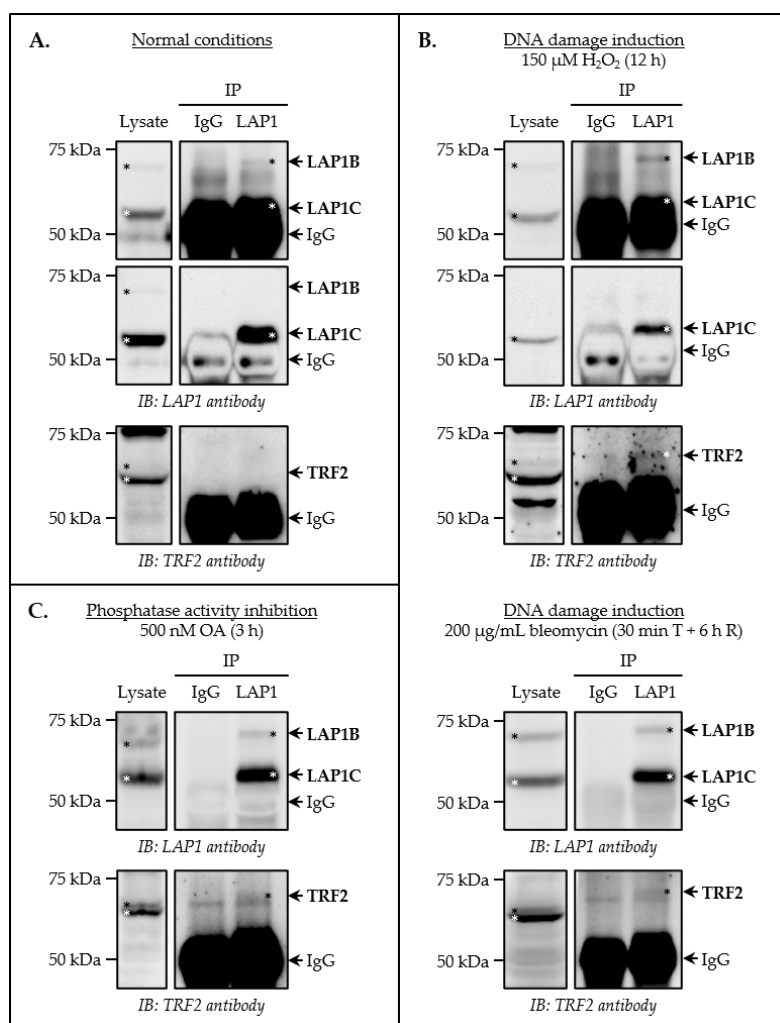 A. Normal conditions
IP
Lysate IgG LAP1
75 kDa * * LAP1B
* * LAP1C
50 kDa IgG
75 kDa * LAP1B
* * LAP1C
50 kDa IgG
IB: LAP1 antibody
75 kDa
* TRF2
*
50 kDa IgG
IB: TRF2 antibody
B. DNA damage induction
150 µM H₂O₂ (12 h)
IP
Lysate IgG LAP1
75 kDa * * LAP1B
* * LAP1C
50 kDa IgG
75 kDa
* * LAP1C
50 kDa IgG
IB: LAP1 antibody
75 kDa
* * TRF2
*
50 kDa IgG
IB: TRF2 antibody
C. Phosphatase activity inhibition
500 nM OA (3 h)
IP
Lysate IgG LAP1
75 kDa
* * LAP1B
* * LAP1C
50 kDa IgG
IB: LAP1 antibody
75 kDa
* * TRF2
*
50 kDa IgG
IB: TRF2 antibody
DNA damage induction
200 µg/mL bleomycin (30 min T + 6 h R)
IP
Lysate IgG LAP1
75 kDa
* * LAP1B
* * LAP1C
50 kDa IgG
IB: LAP1 antibody
75 kDa
* * TRF2
*
50 kDa IgG
IB: TRF2 antibody